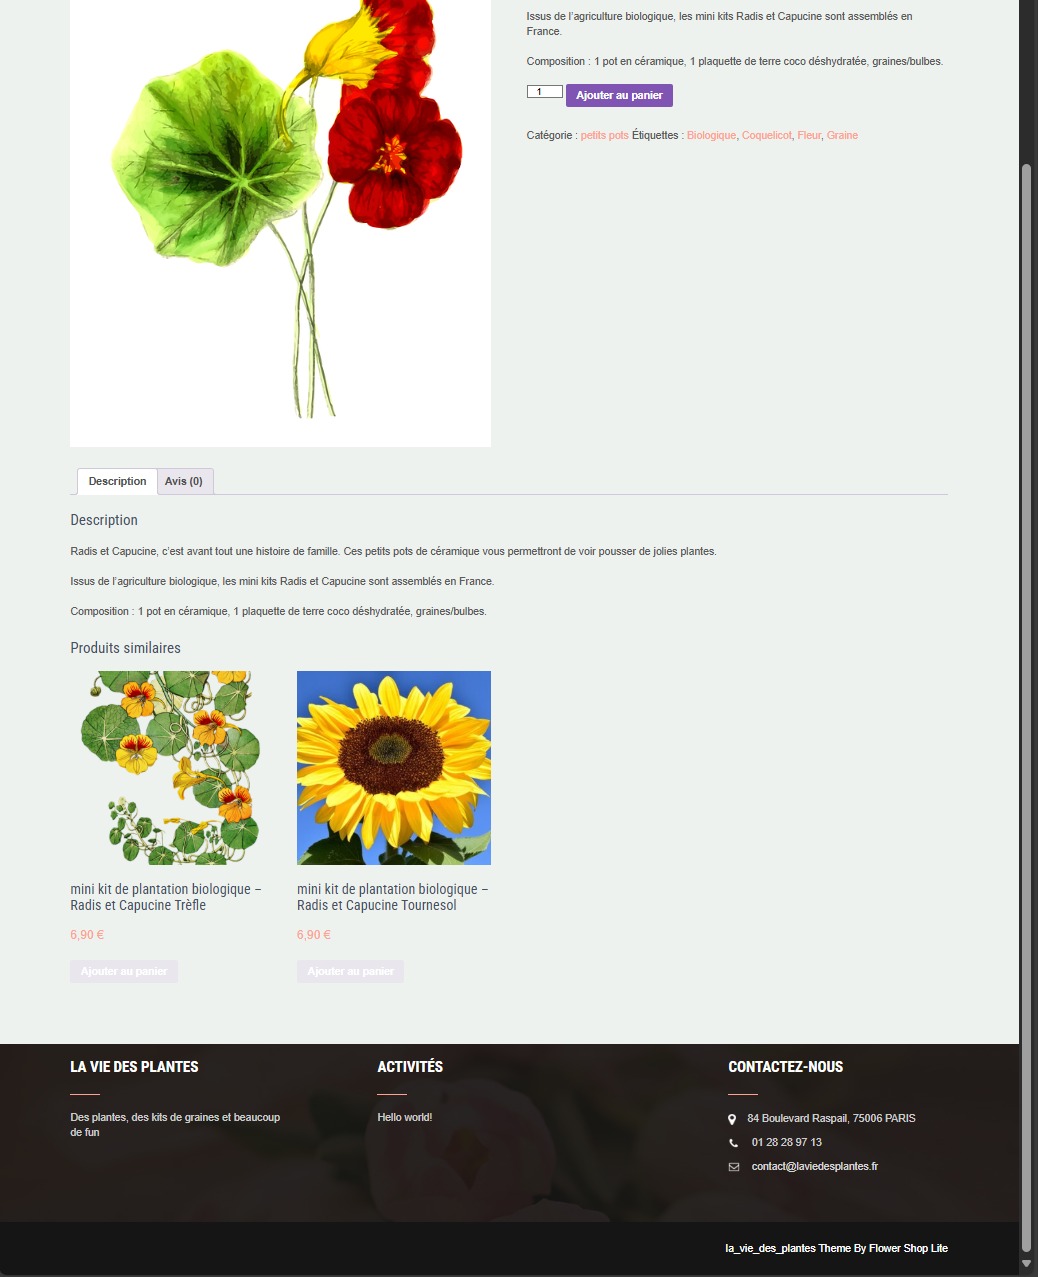 Issus de l'agriculture biologique, les mini kits Radis et Capucine sont assemblés en
France.
Composition : 1 pot en céramique, 1 plaquette de terre coco déshydratée, graines/bulbes.
1 Ajouter au panier
Catégorie : petits pots Étiquettes : Biologique, Coquelicot, Fleur, Graine
Description Avis (0)
Description
Radis et Capucine, c'est avant tout une histoire de famille. Ces petits pots de céramique vous permettront de voir pousser de jolies plantes.
Issus de l'agriculture biologique, les mini kits Radis et Capucine sont assemblés en France.
Composition : 1 pot en céramique, 1 plaquette de terre coco déshydratée, graines/bulbes.
Produits similaires
mini kit de plantation biologique –
Radis et Capucine Trèfle
6,90 €
Ajouter au panier
mini kit de plantation biologique –
Radis et Capucine Tournesol
6,90 €
Ajouter au panier
LA VIE DES PLANTES
Des plantes, des kits de graines et beaucoup
de fun
ACTIVITÉS
Hello world!
CONTACTEZ-NOUS
84 Boulevard Raspail, 75006 PARIS
01 28 28 97 13
contact@laviedesplantes.fr
la_vie_des_plantes Theme By Flower Shop Lite